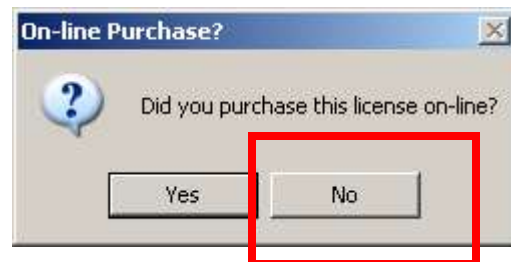 On-line Purchase?
Did you purchase this license on-line?
Yes No